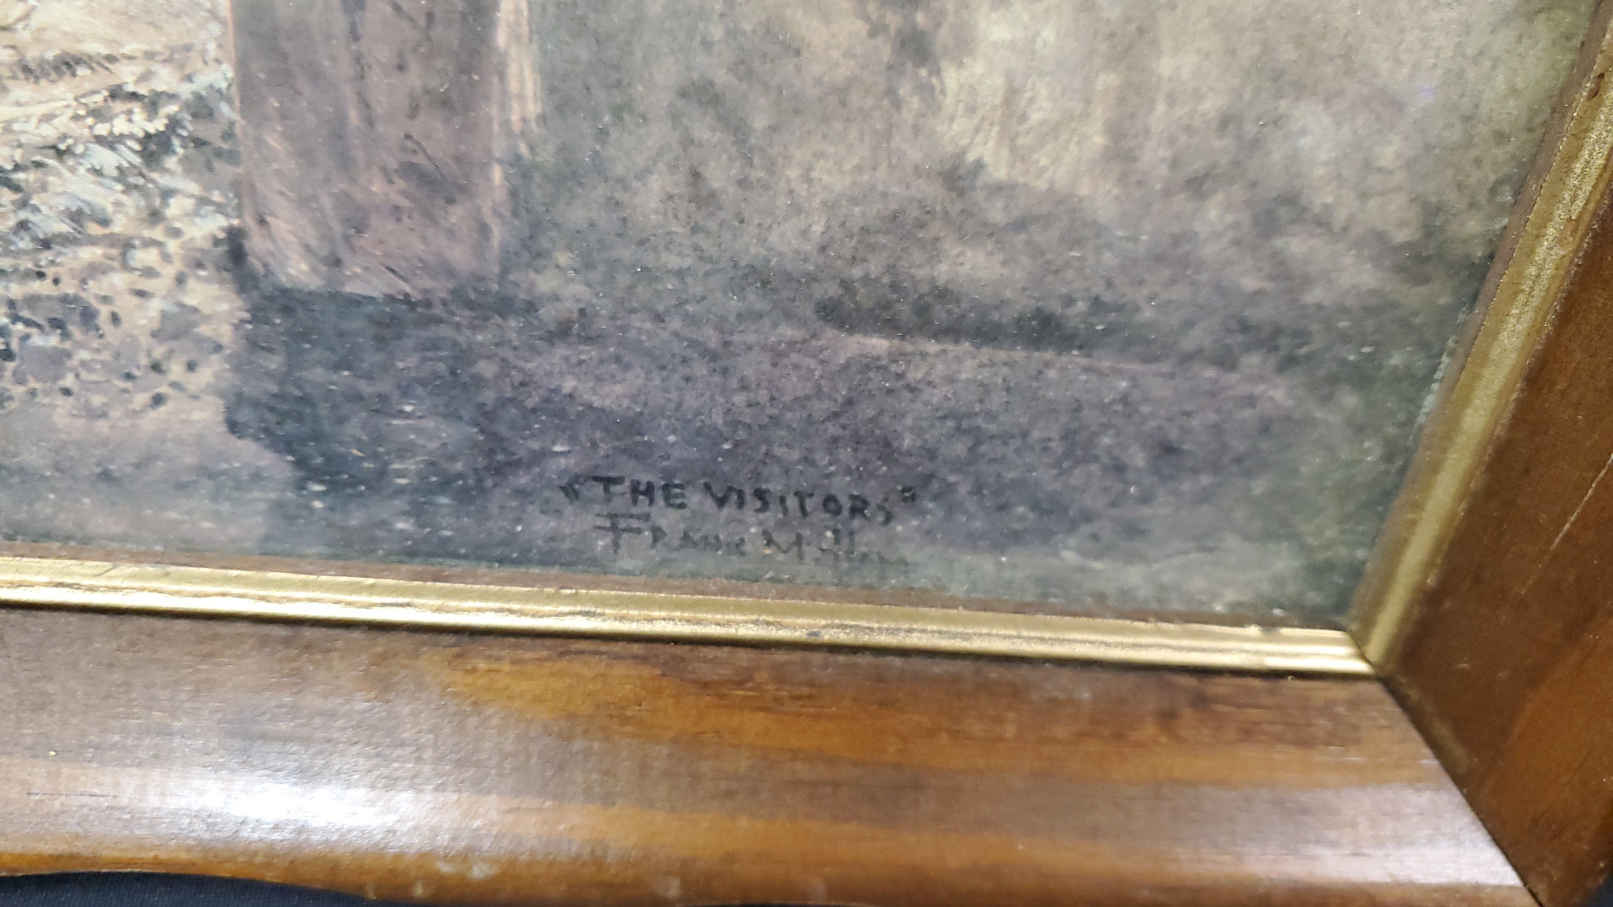 "THE VISITORS"
Frank